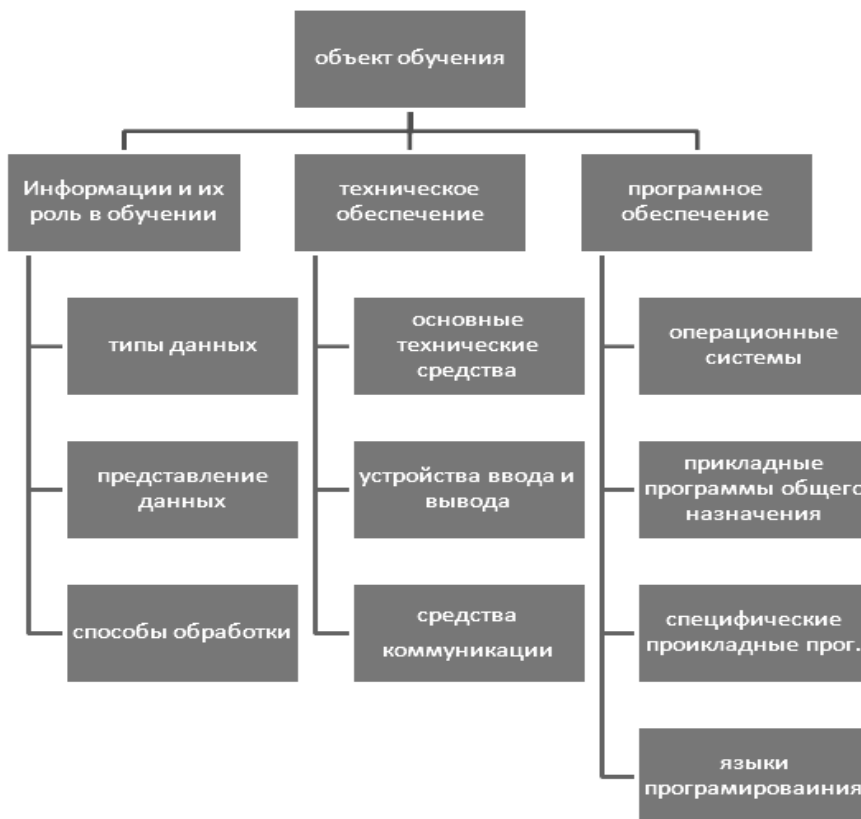 объект обучения
Информации и их
роль в обучении
типы данных
представление
данных
способы обработки
техническое
обеспечение
основные
технические
средства
устройства ввода и
вывода
средства
коммуникации
програмное
обеспечение
операционные
системы
прикладные
программы общего
назначения
специфические
проикладные прог.
языки
програмироваиния